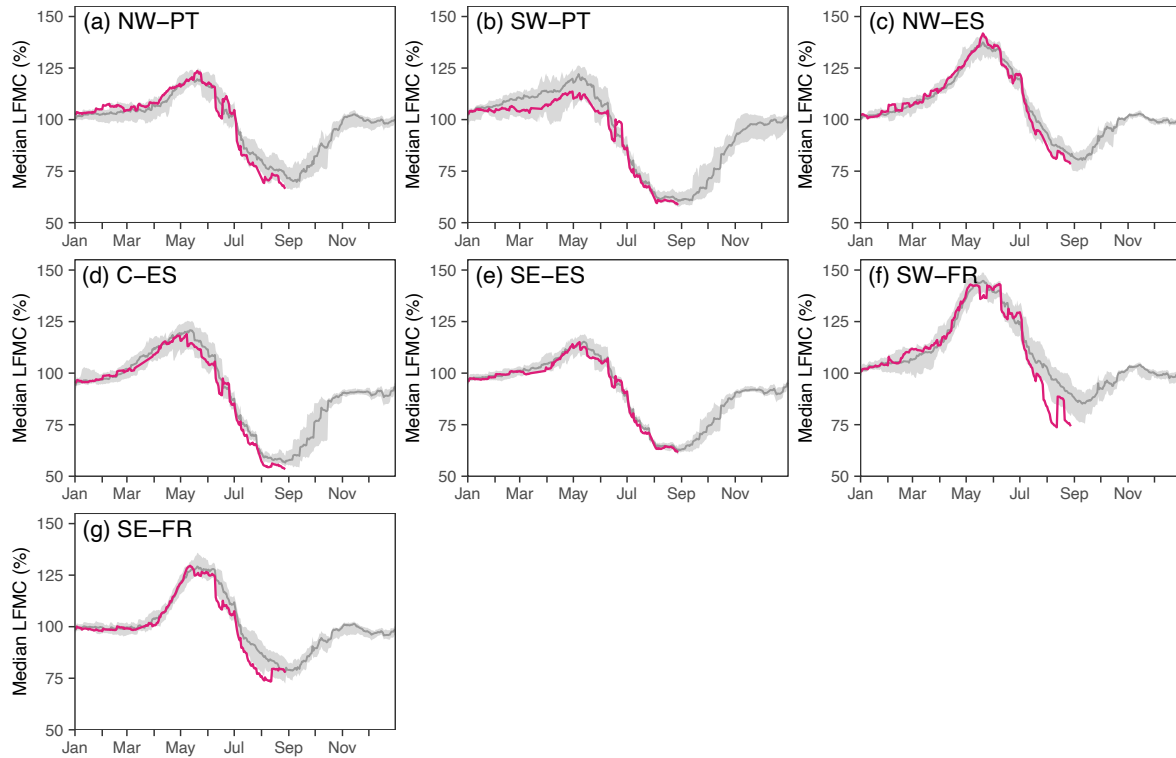 (a) NW−PT
Median LFMC (%)
150
125
100
75
50
Jan Mar May Jul Sep Nov
(b) SW−PT
Median LFMC (%)
150
125
100
75
50
Jan Mar May Jul Sep Nov
(c) NW−ES
Median LFMC (%)
150
125
100
75
50
Jan Mar May Jul Sep Nov
(d) C−ES
Median LFMC (%)
150
125
100
75
50
Jan Mar May Jul Sep Nov
(e) SE−ES
Median LFMC (%)
150
125
100
75
50
Jan Mar May Jul Sep Nov
(f) SW−FR
Median LFMC (%)
150
125
100
75
50
Jan Mar May Jul Sep Nov
(g) SE−FR
Median LFMC (%)
150
125
100
75
50
Jan Mar May Jul Sep Nov